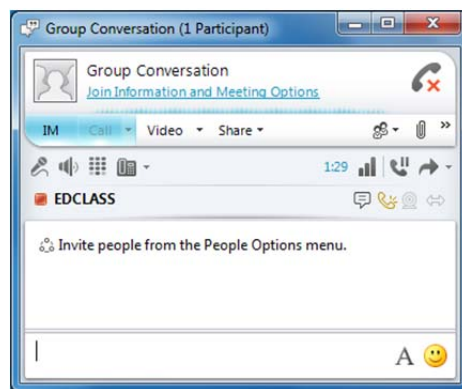 Group Conversation (1 Participant)
Group Conversation
Join Information and Meeting Options
IM Call Video Share
1:29
EDCLASS
Invite people from the People Options menu.
A